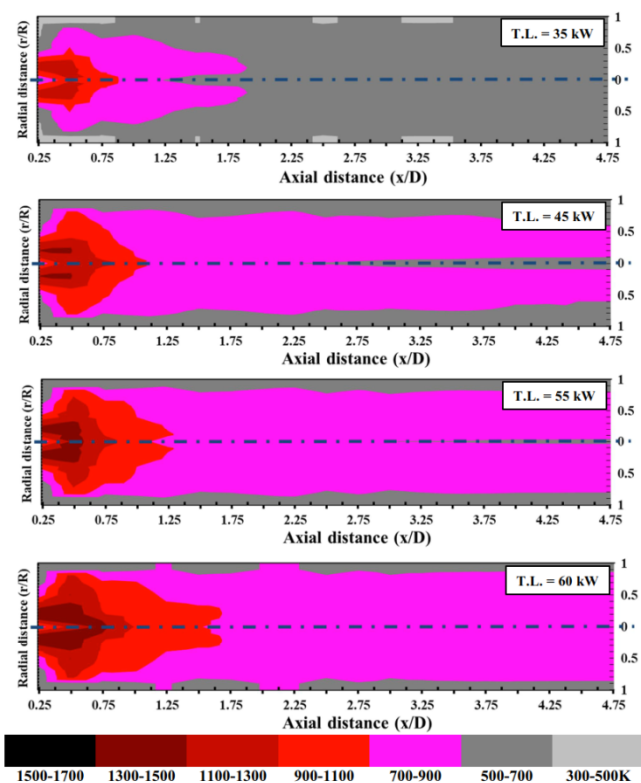 T.L. = 35 kW
Radial distance (r/R)
1
0.5
0
0.5
1
0.25 0.75 1.25 1.75 2.25 2.75 3.25 3.75 4.25 4.75
Axial distance (x/D)
T.L. = 45 kW
Radial distance (r/R)
1
0.5
0
0.5
1
0.25 0.75 1.25 1.75 2.25 2.75 3.25 3.75 4.25 4.75
Axial distance (x/D)
T.L. = 55 kW
Radial distance (r/R)
1
0.5
0
0.5
1
0.25 0.75 1.25 1.75 2.25 2.75 3.25 3.75 4.25 4.75
Axial distance (x/D)
T.L. = 60 kW
Radial distance (r/R)
1
0.5
0
0.5
1
0.25 0.75 1.25 1.75 2.25 2.75 3.25 3.75 4.25 4.75
Axial distance (x/D)
1500-1700 1300-1500 1100-1300 900-1100 700-900 500-700 300-500K